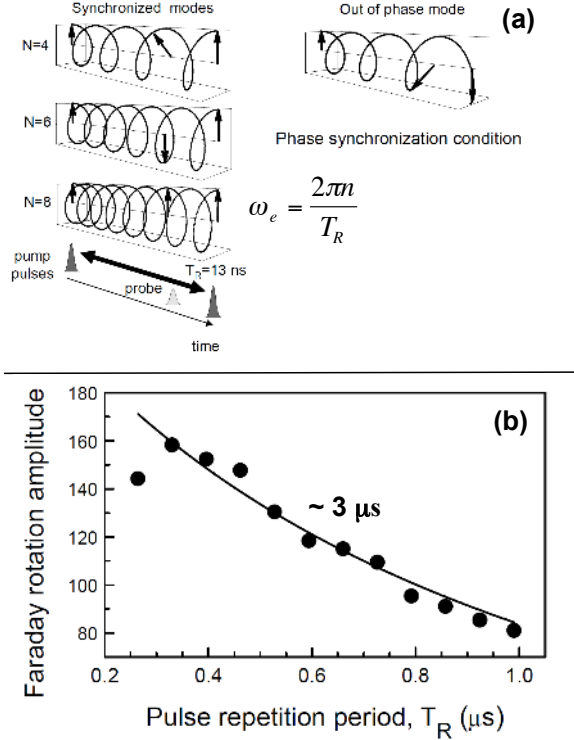 Synchronized modes
Out of phase mode
(a)
N=4
N=6
Phase synchronization condition
N=8
ω_e = 2πn / T_R
pump
pulses
T_R=13 ns
probe
time
(b)
180
160
140
120
100
80
Faraday rotation amplitude
~ 3 μs
0.2 0.4 0.6 0.8 1.0
Pulse repetition period, T_R (μs)